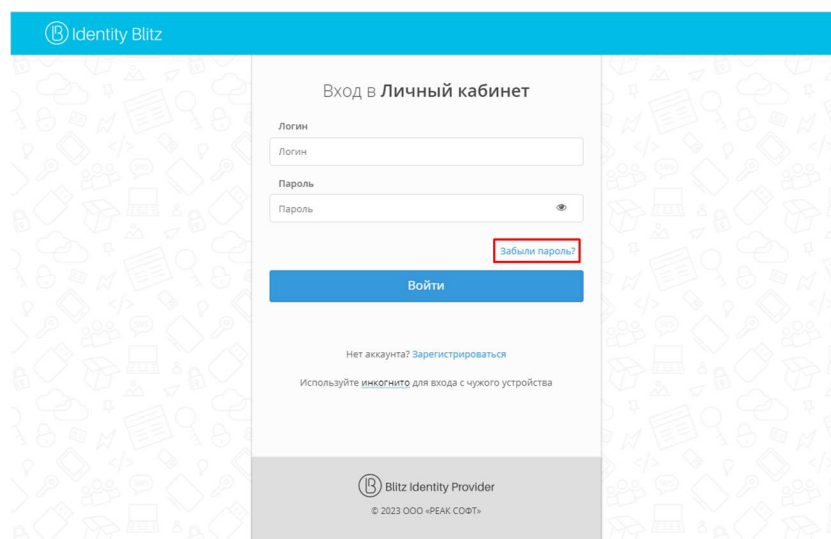 Identity Blitz
Вход в Личный кабинет
Логин
Логин
Пароль
Пароль
Забыли пароль?
Войти
Нет аккаунта? Зарегистрироваться
Используйте инкогнито для входа с чужого устройства
Blitz Identity Provider
© 2023 ООО «РЕАК СОФТ»